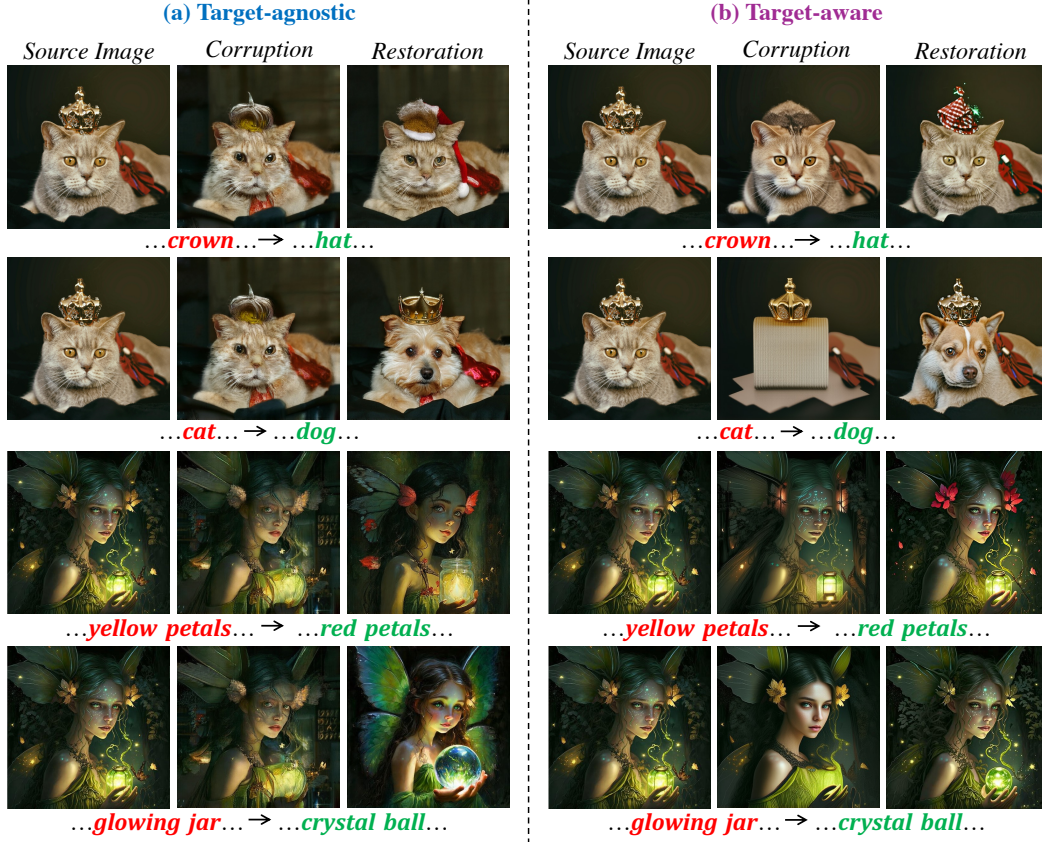 (a) Target-agnostic
(b) Target-aware
Source Image Corruption Restoration
Source Image Corruption Restoration
…crown… → …hat…
…crown… → …hat…
…cat… → …dog…
…cat… → …dog…
…yellow petals… → …red petals…
…yellow petals… → …red petals…
…glowing jar… → …crystal ball…
…glowing jar… → …crystal ball…